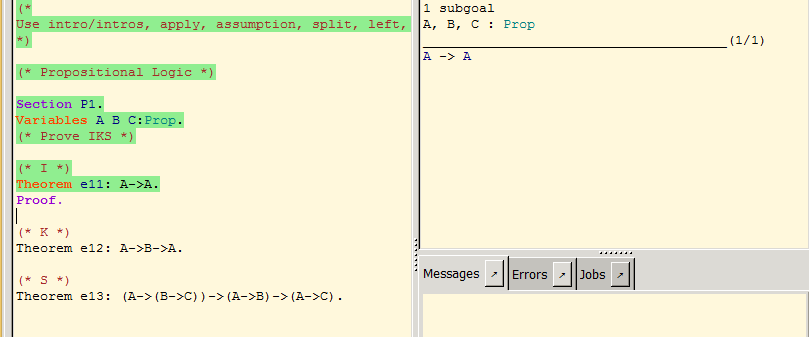 (*
Use intro/intros, apply, assumption, split, left,
*)
(* Propositional Logic *)
Section P1.
Variables A B C:Prop.
(* Prove IKS *)
(* I *)
Theorem e11: A->A.
Proof.
(* K *)
Theorem e12: A->B->A.
(* S *)
Theorem e13: (A->(B->C))->(A->B)->(A->C).
1 subgoal
A, B, C : Prop
(1/1)
A -> A
Messages
Errors
Jobs